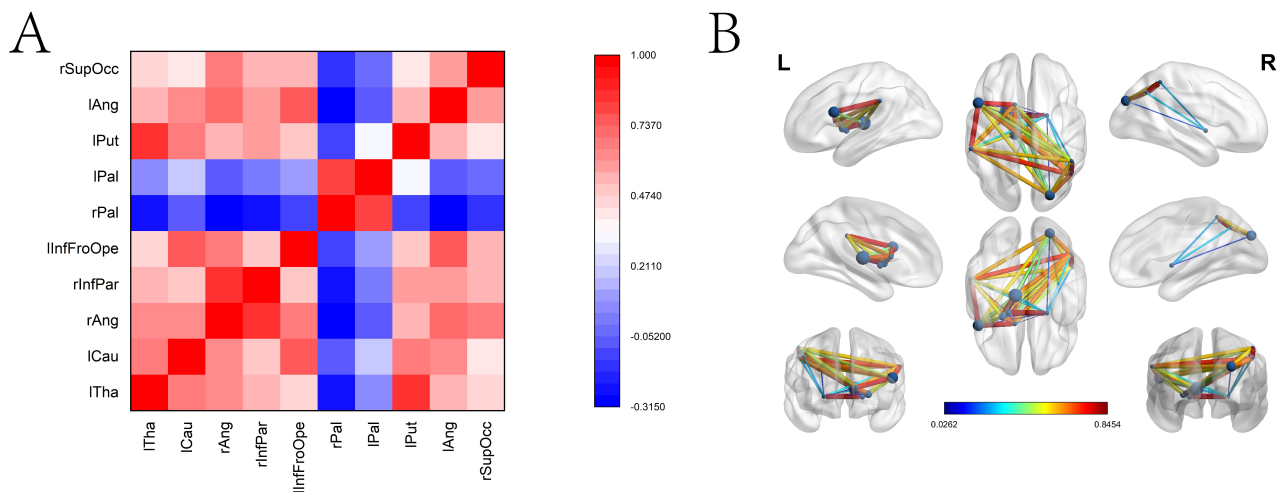 A
rSupOcc
lAng
lPut
lPal
rPal
lInfFroOpe
rInfPar
rAng
lCau
lTha
lTha
lCau
rAng
rInfPar
lInfFroOpe
rPal
lPal
lPut
lAng
rSupOcc
1.000
0.7370
0.4740
0.2110
-0.05200
-0.3150
B
L
R
0.0262
0.8454